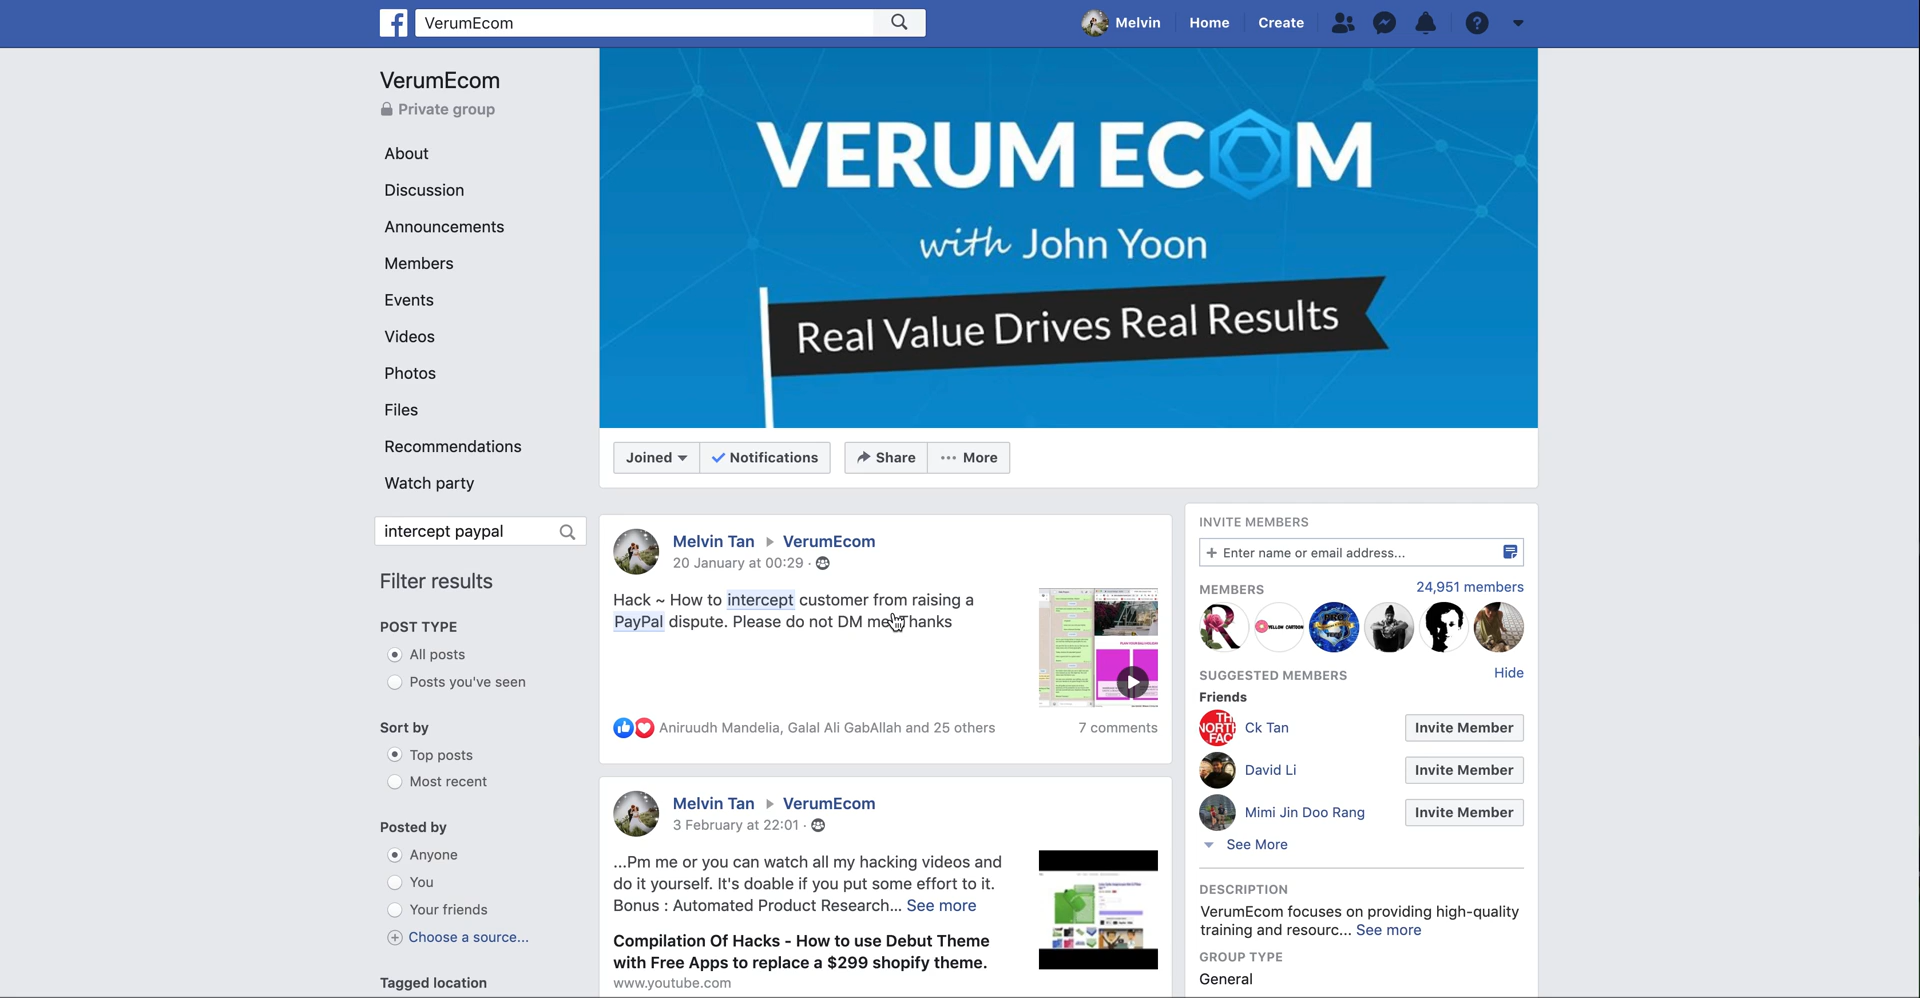 VerumEcom
Melvin
Home
Create
VerumEcom
Private group
About
Discussion
Announcements
Members
Events
Videos
Photos
Files
Recommendations
Watch party
intercept paypal
Filter results
POST TYPE
All posts
Posts you've seen
Sort by
Top posts
Most recent
Posted by
Anyone
You
Your friends
Choose a source...
Tagged location
VERUM ECOM
with John Yoon
Real Value Drives Real Results
Joined
Notifications
Share
More
Melvin Tan ▸ VerumEcom
20 January at 00:29 ·
Hack ~ How to intercept customer from raising a
PayPal dispute. Please do not DM me Thanks
Aniruudh Mandelia, Galal Ali GabAllah and 25 others
7 comments
Melvin Tan ▸ VerumEcom
3 February at 22:01 ·
...Pm me or you can watch all my hacking videos and
do it yourself. It's doable if you put some effort to it.
Bonus : Automated Product Research... See more
Compilation Of Hacks - How to use Debut Theme
with Free Apps to replace a $299 shopify theme.
www.youtube.com
INVITE MEMBERS
+ Enter name or email address...
MEMBERS
24,951 members
R
YELLOW CARTOON
SUGGESTED MEMBERS
Hide
Friends
Ck Tan
Invite Member
David Li
Invite Member
Mimi Jin Doo Rang
Invite Member
See More
DESCRIPTION
VerumEcom focuses on providing high-quality
training and resourc... See more
GROUP TYPE
General